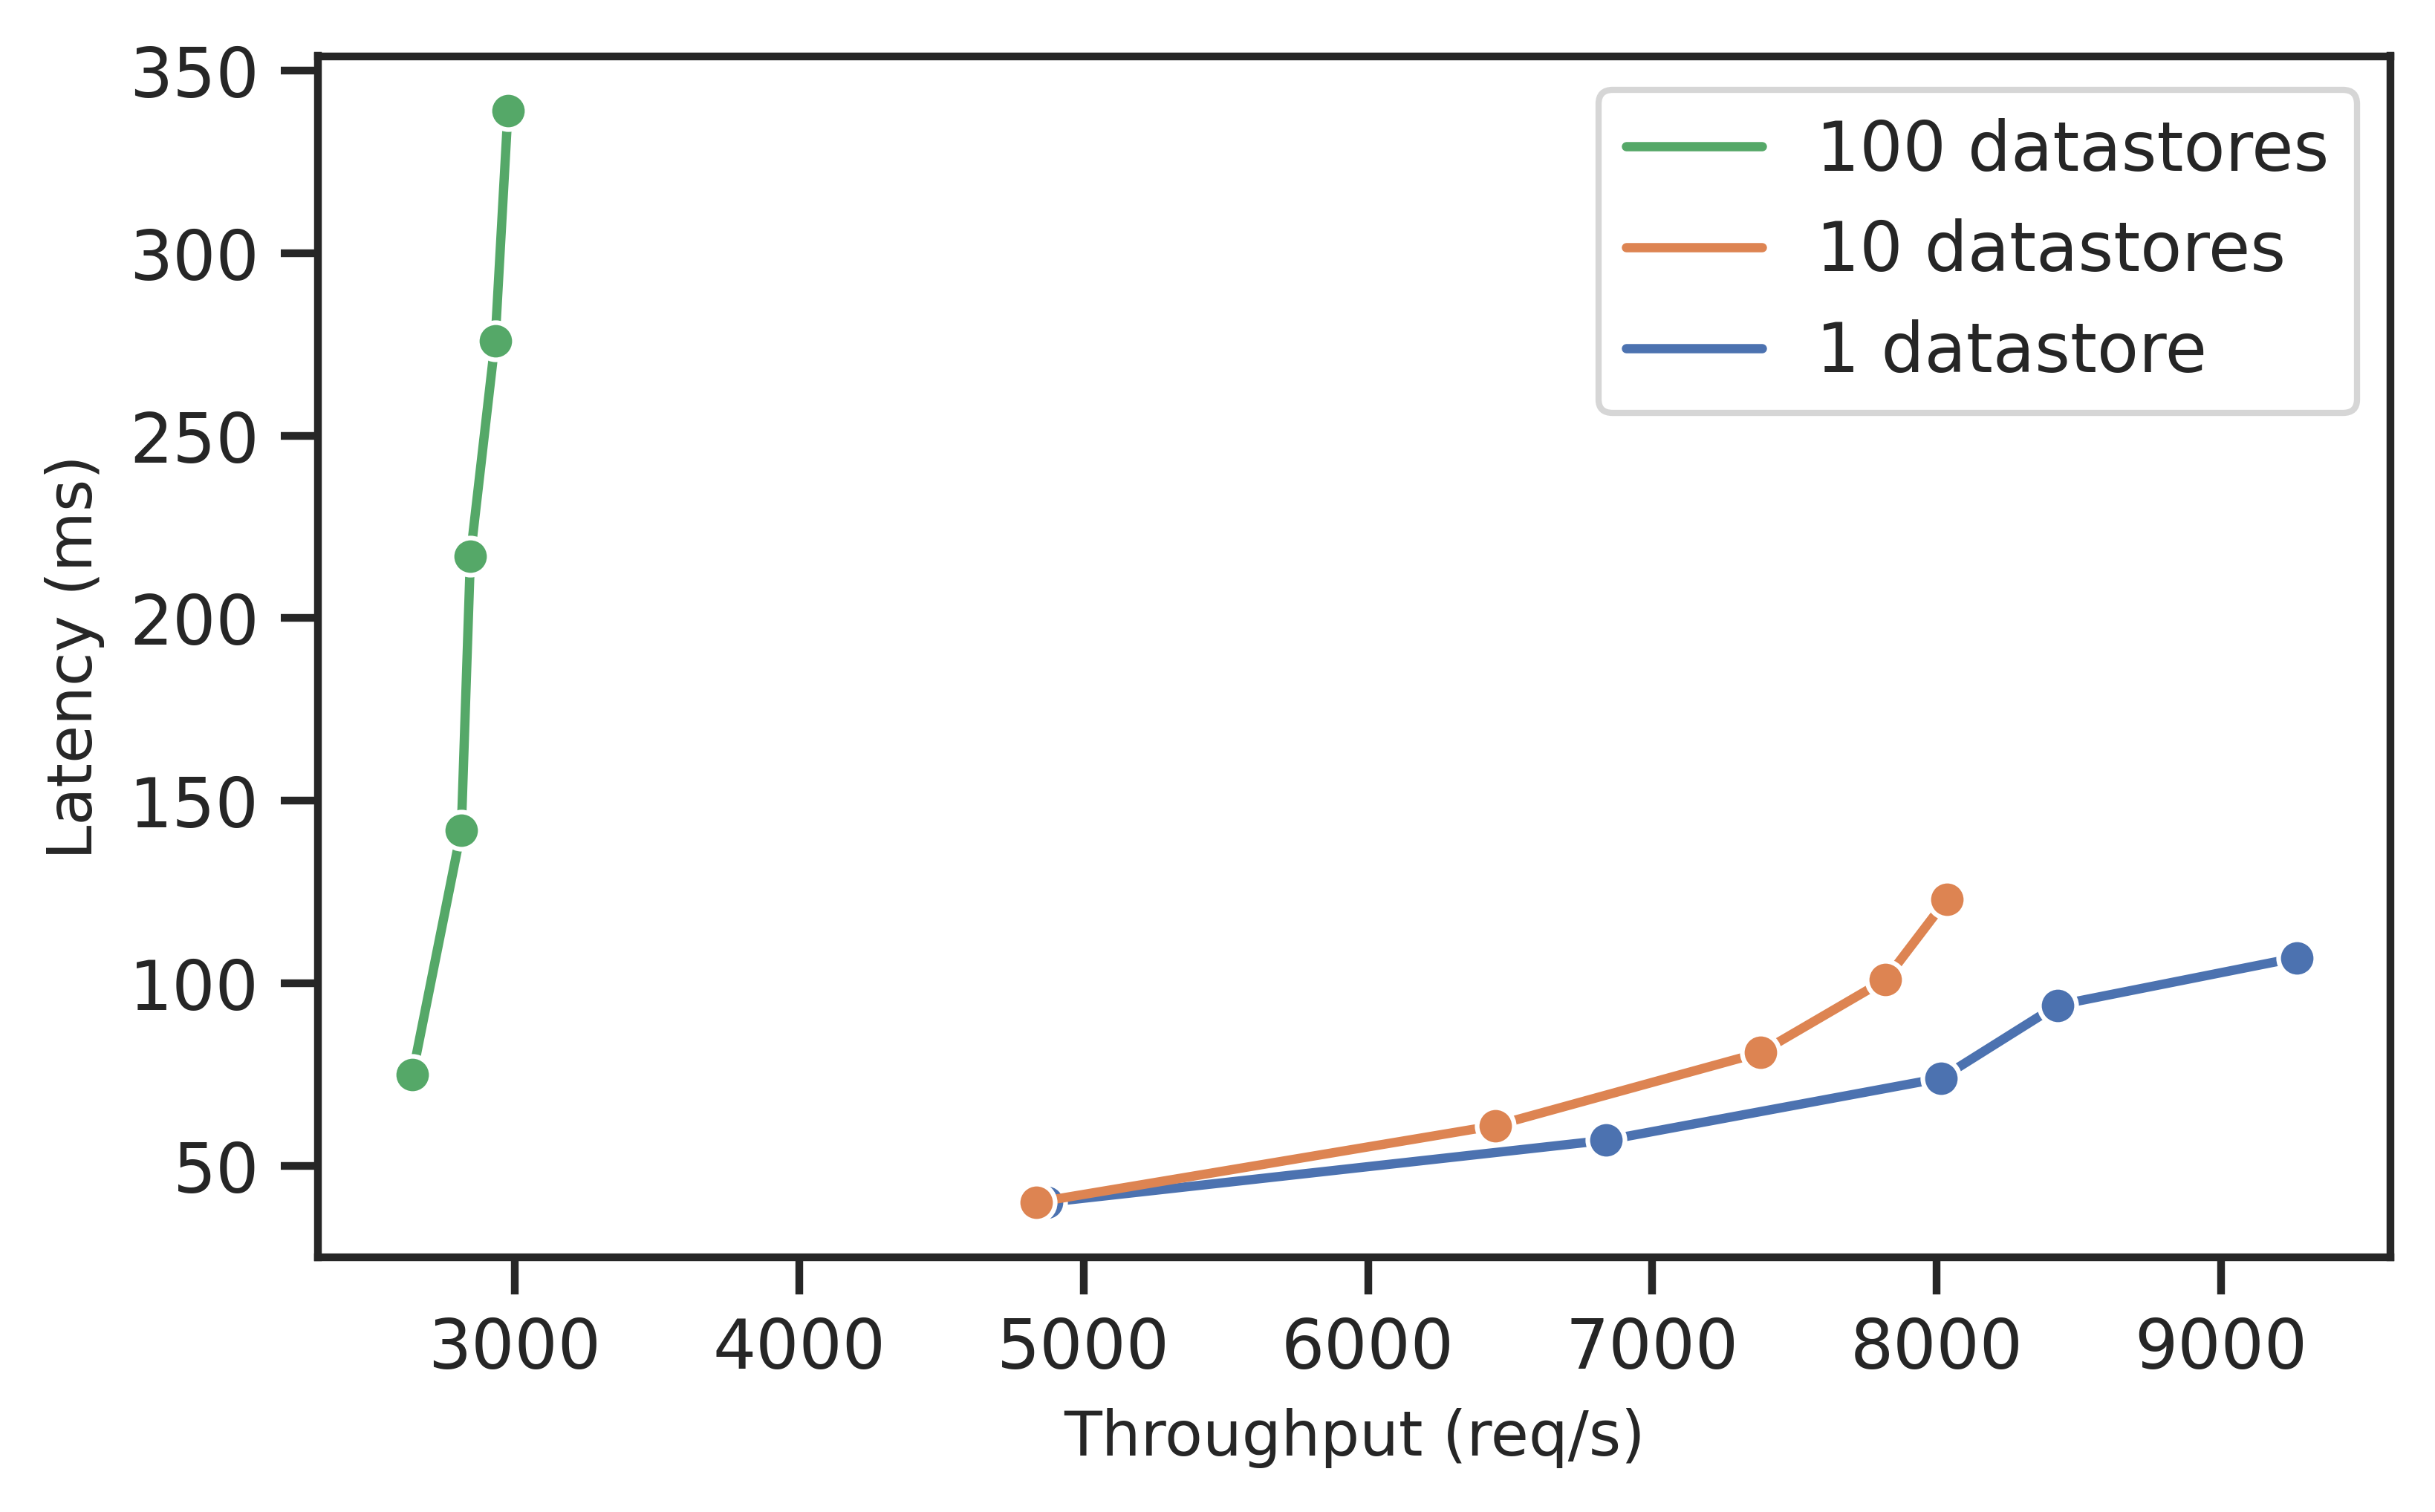 350
300
250
200
150
100
50
Latency (ms)
100 datastores
10 datastores
1 datastore
3000 4000 5000 6000 7000 8000 9000
Throughput (req/s)